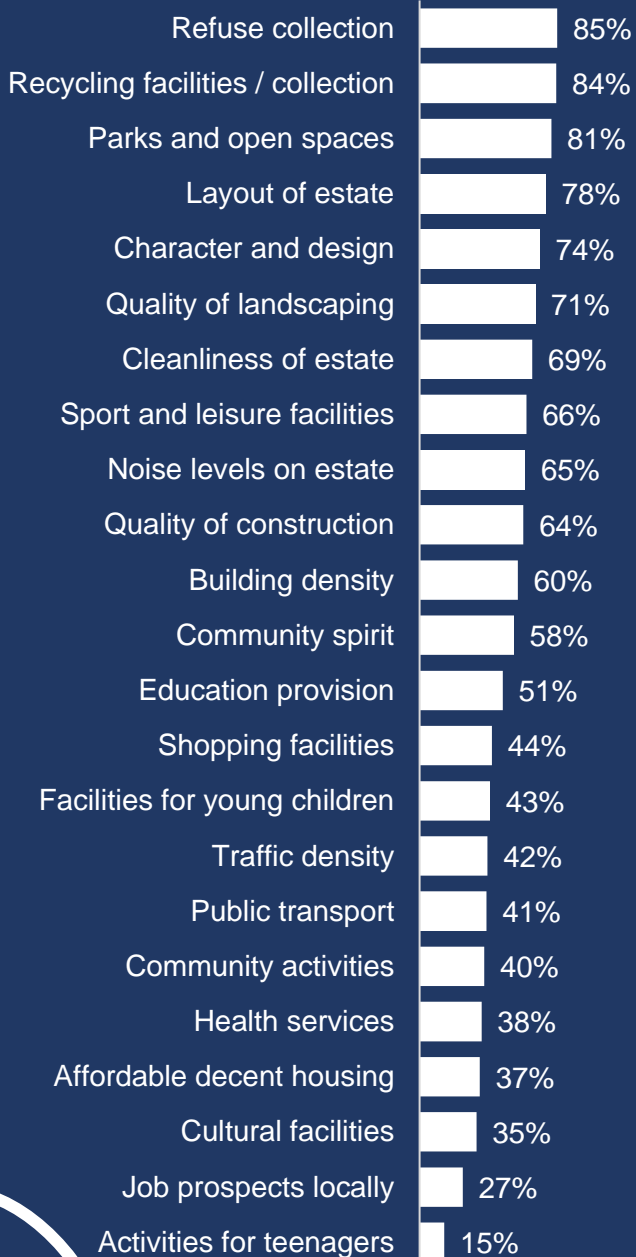 Refuse collection 85%
Recycling facilities / collection 84%
Parks and open spaces 81%
Layout of estate 78%
Character and design 74%
Quality of landscaping 71%
Cleanliness of estate 69%
Sport and leisure facilities 66%
Noise levels on estate 65%
Quality of construction 64%
Building density 60%
Community spirit 58%
Education provision 51%
Shopping facilities 44%
Facilities for young children 43%
Traffic density 42%
Public transport 41%
Community activities 40%
Health services 38%
Affordable decent housing 37%
Cultural facilities 35%
Job prospects locally 27%
Activities for teenagers 15%